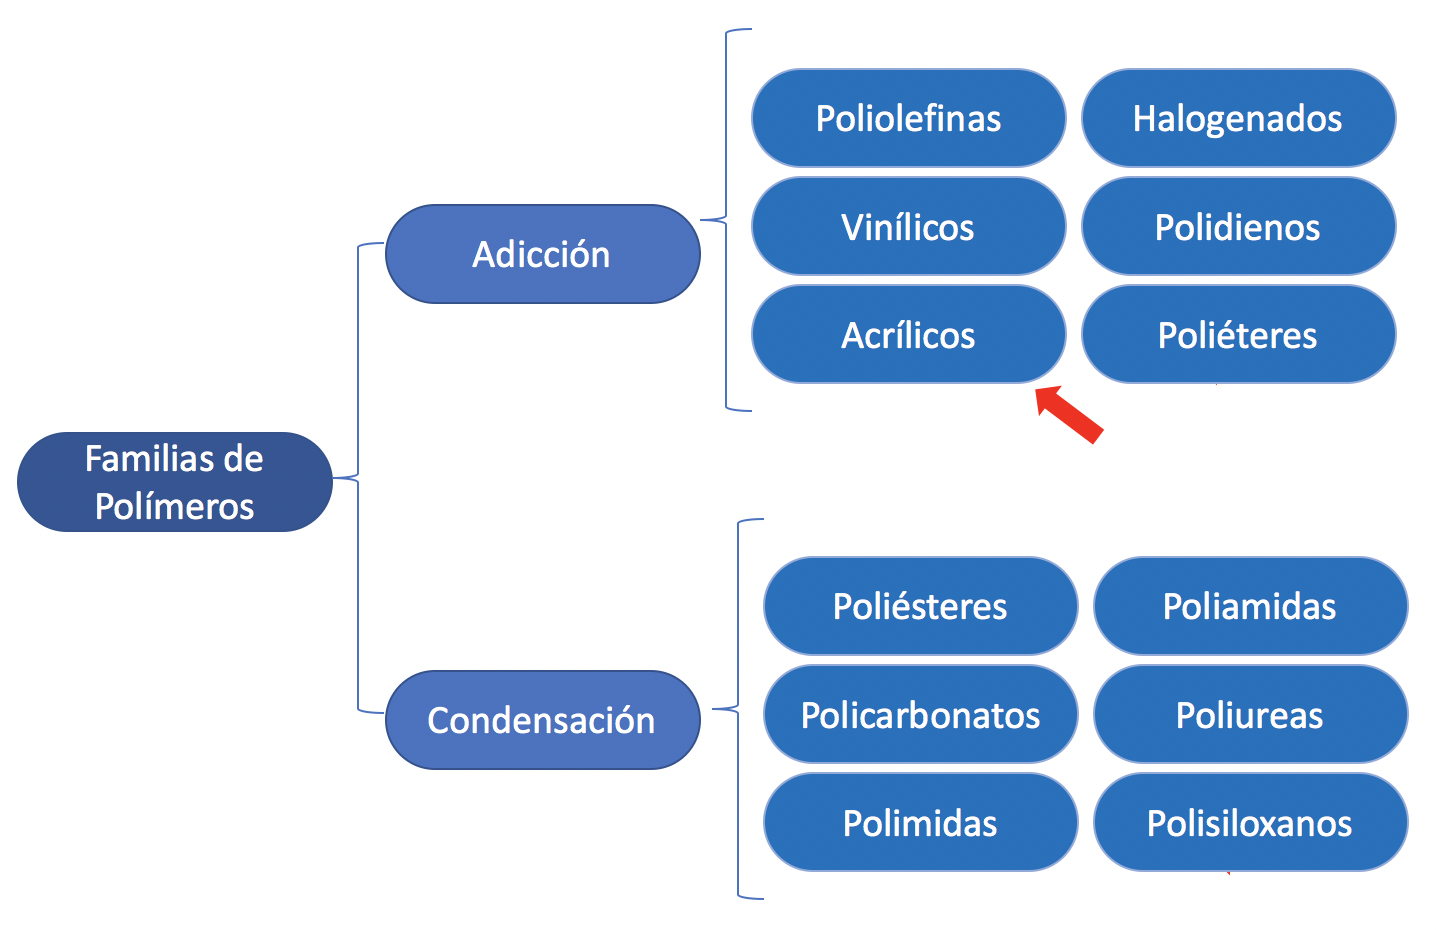 Familias de
Polímeros
Adicción
Poliolefinas
Halogenados
Vinílicos
Polidienos
Acrílicos
Poliéteres
Condensación
Poliésteres
Poliamidas
Policarbonatos
Poliureas
Polimidas
Polisiloxanos